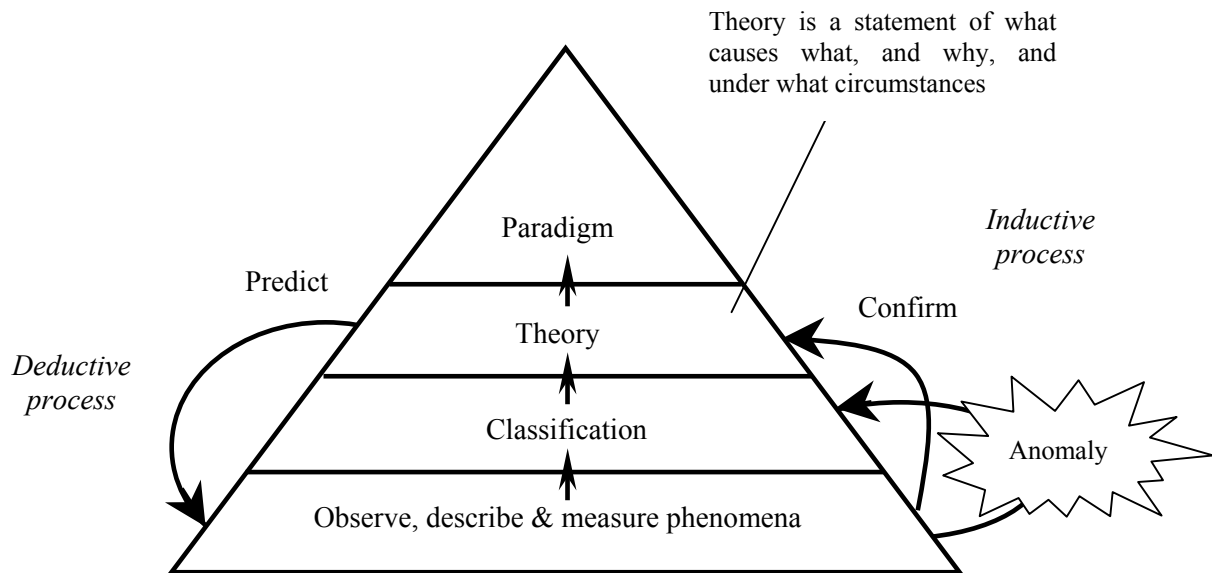 Theory is a statement of what
causes what, and why, and
under what circumstances
Paradigm
Inductive
process
Predict
Confirm
Theory
Deductive
process
Classification
Anomaly
Observe, describe & measure phenomena